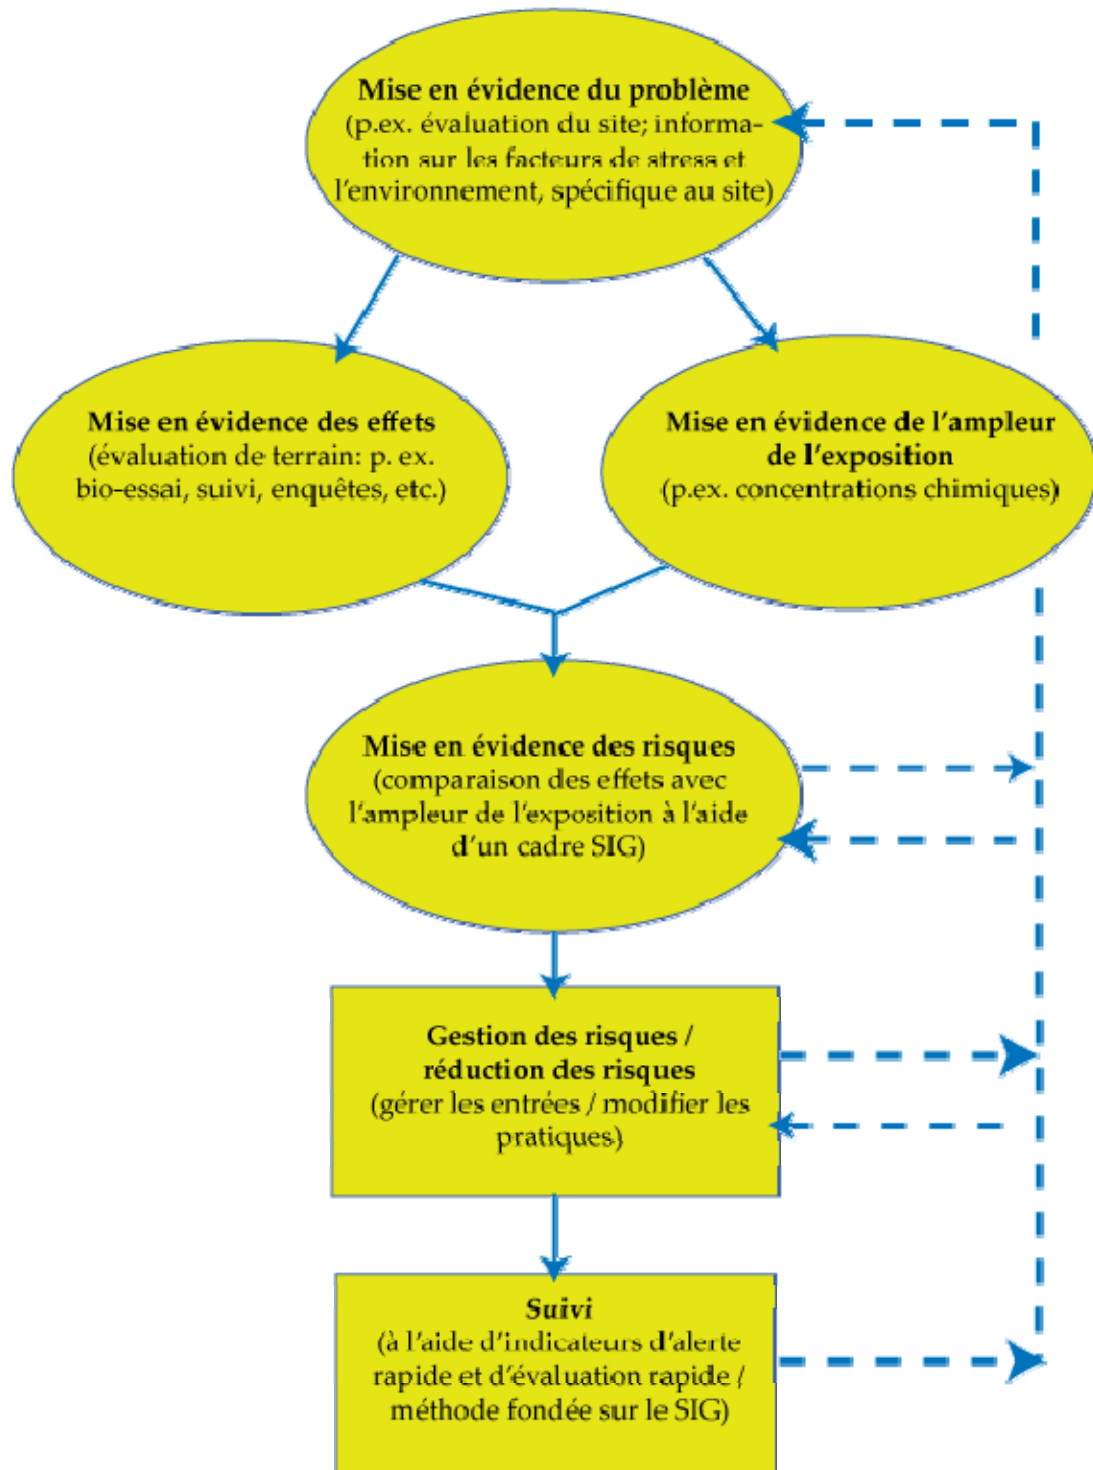 Mise en évidence du problème
(p.ex. évaluation du site; informa-
tion sur les facteurs de stress et
l'environnement, spécifique au site)
Mise en évidence des effets
(évaluation de terrain: p. ex.
bio-essai, suivi, enquêtes, etc.)
Mise en évidence de l'ampleur
de l'exposition
(p.ex. concentrations chimiques)
Mise en évidence des risques
(comparaison des effets avec
l'ampleur de l'exposition à l'aide
d'un cadre SIG)
Gestion des risques /
réduction des risques
(gérer les entrées / modifier les
pratiques)
Suivi
(à l'aide d'indicateurs d'alerte
rapide et d'évaluation rapide /
méthode fondée sur le SIG)